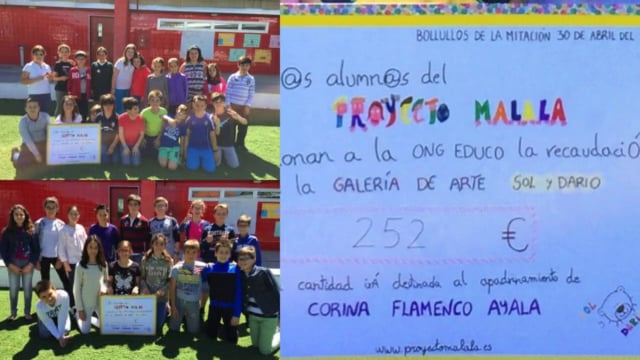 BOLLULLOS DE LA MITACIÓN 30 DE ABRIL DEL
@s alumn@s del
PROYECTO MALALA
onan a la ONG EDUCO la recaudació
la GALERÍA DE ARTE SOL y DARIO
252 €
cantidad irá destinada al apadrinamiento de
CORINA FLAMENCO AYALA
www.proyectomalala.es